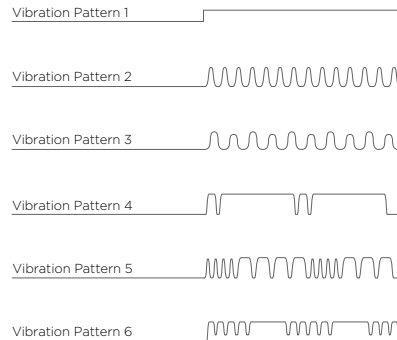 Vibration Pattern 1
Vibration Pattern 2
Vibration Pattern 3
Vibration Pattern 4
Vibration Pattern 5
Vibration Pattern 6